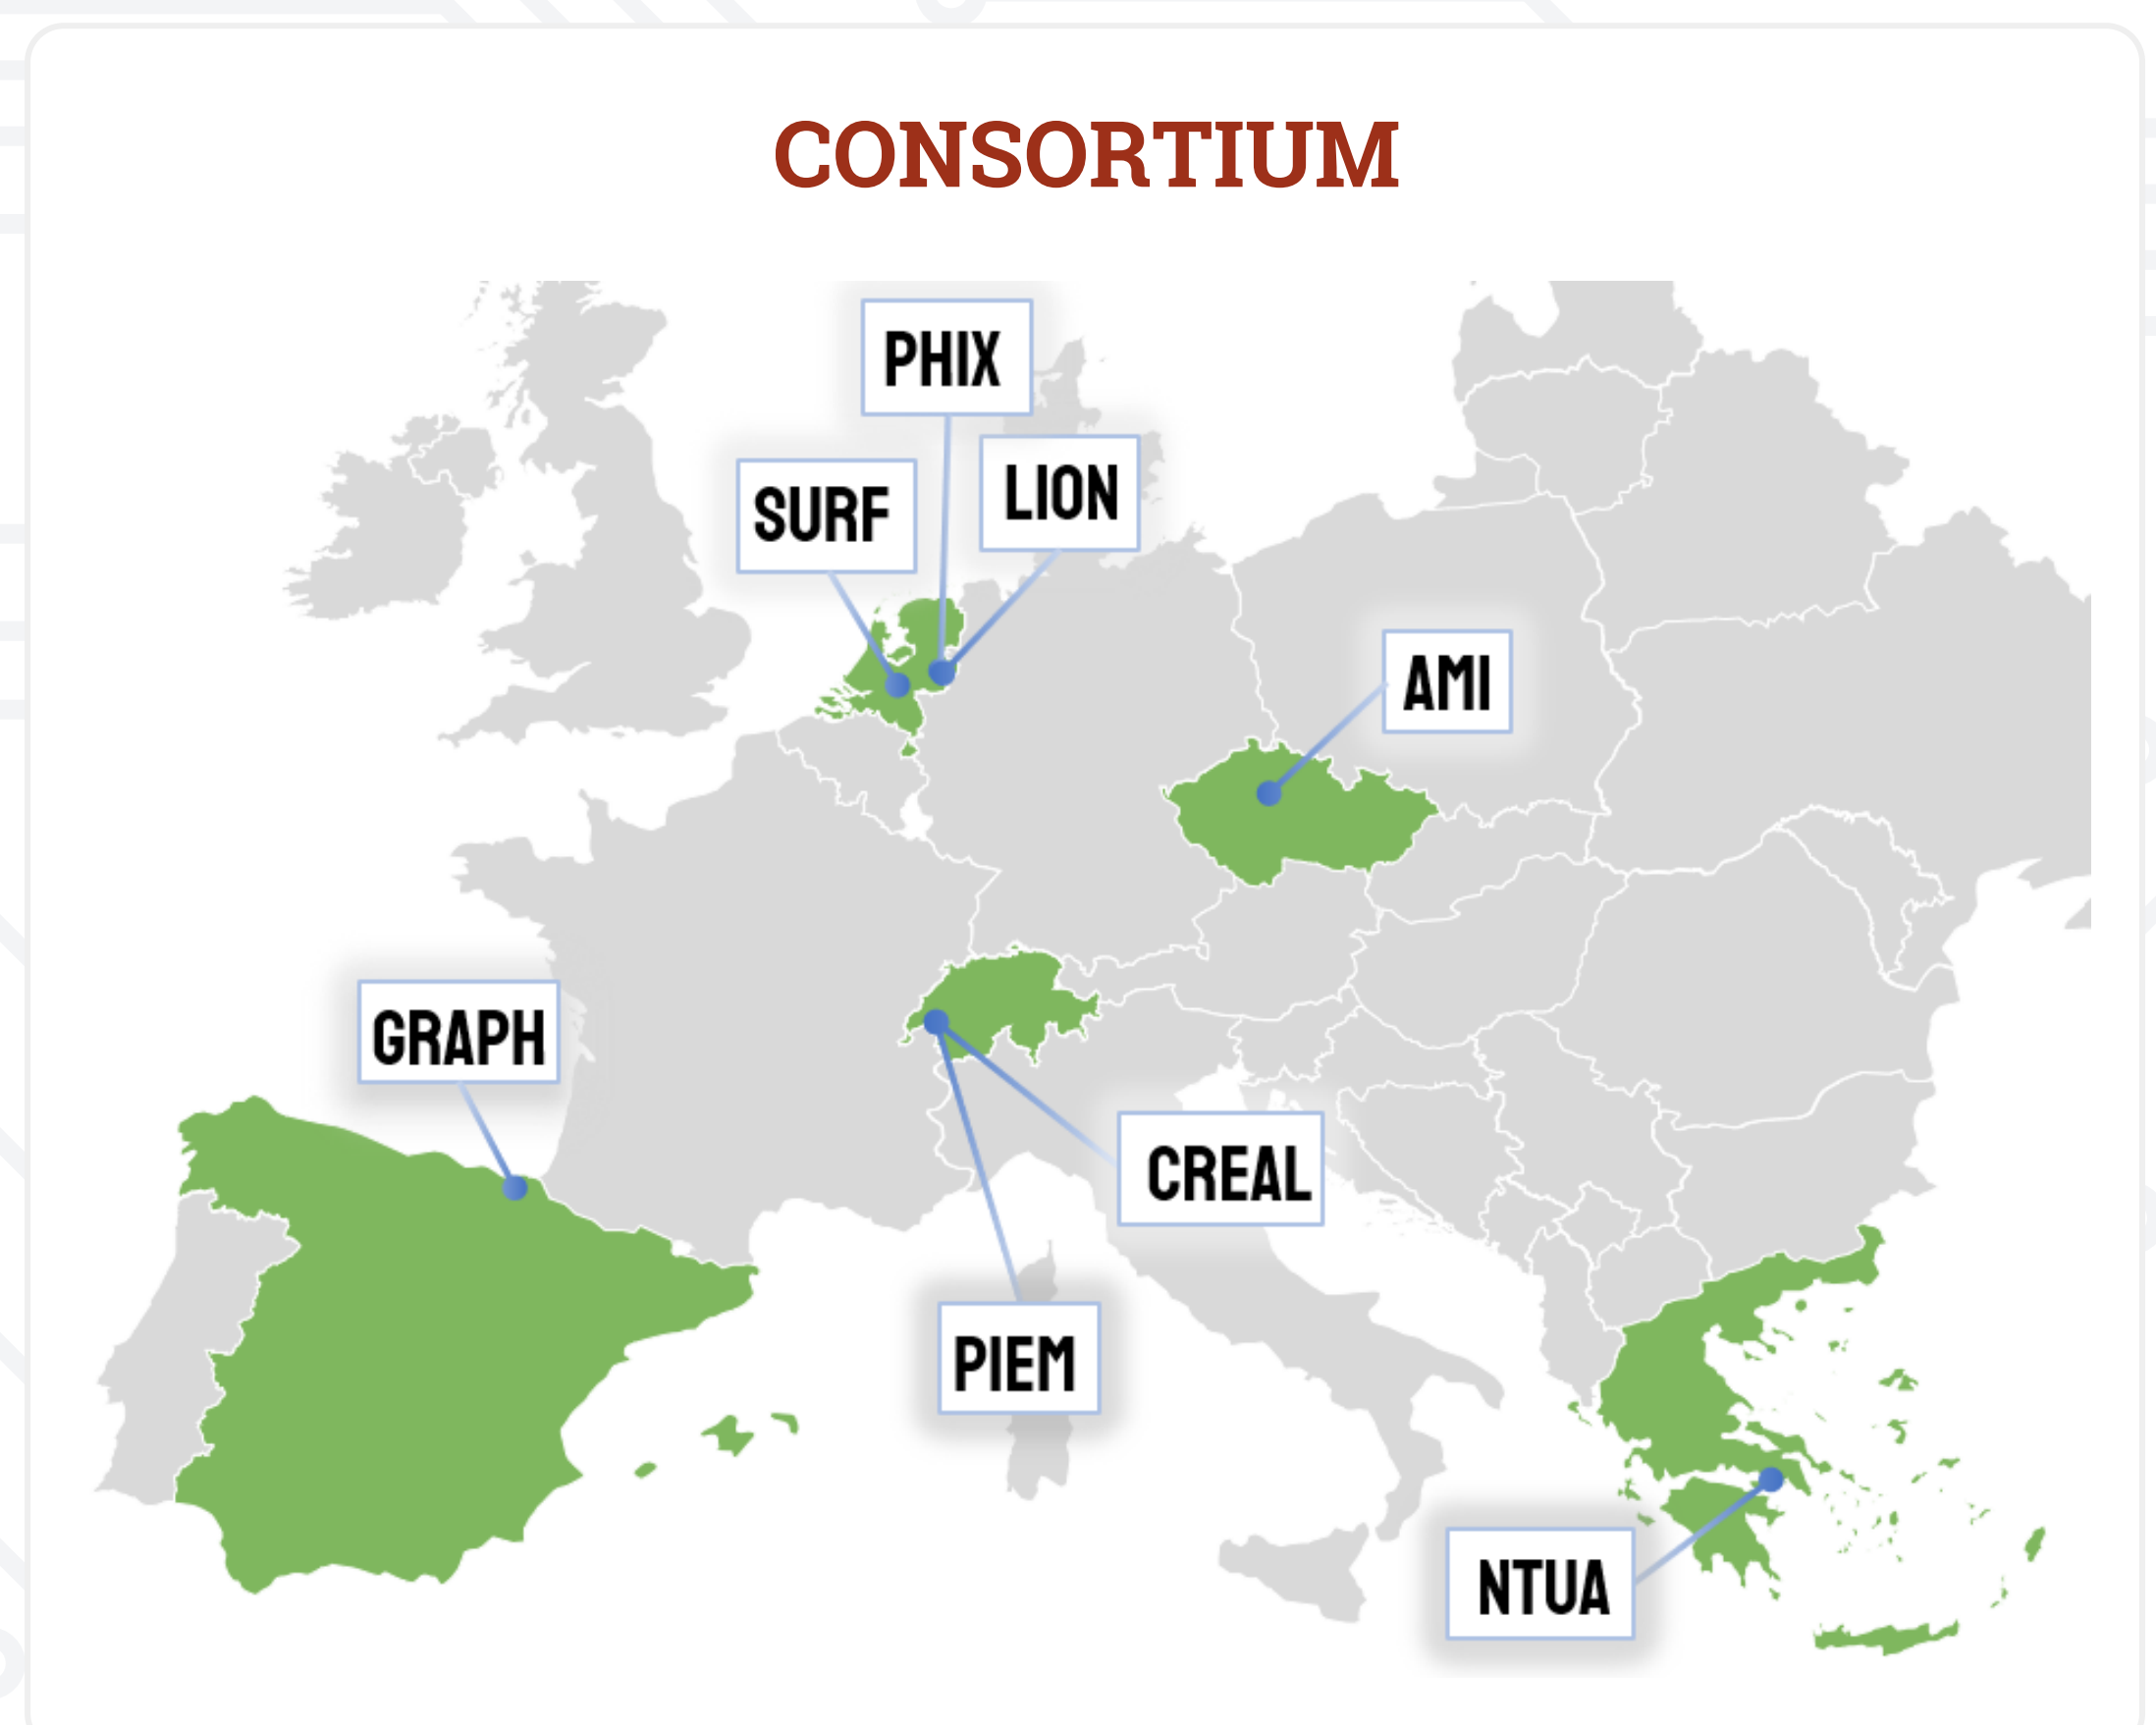 CONSORTIUM
PHIX
LION
SURF
AMI
GRAPH
CREAL
PIEM
NTUA